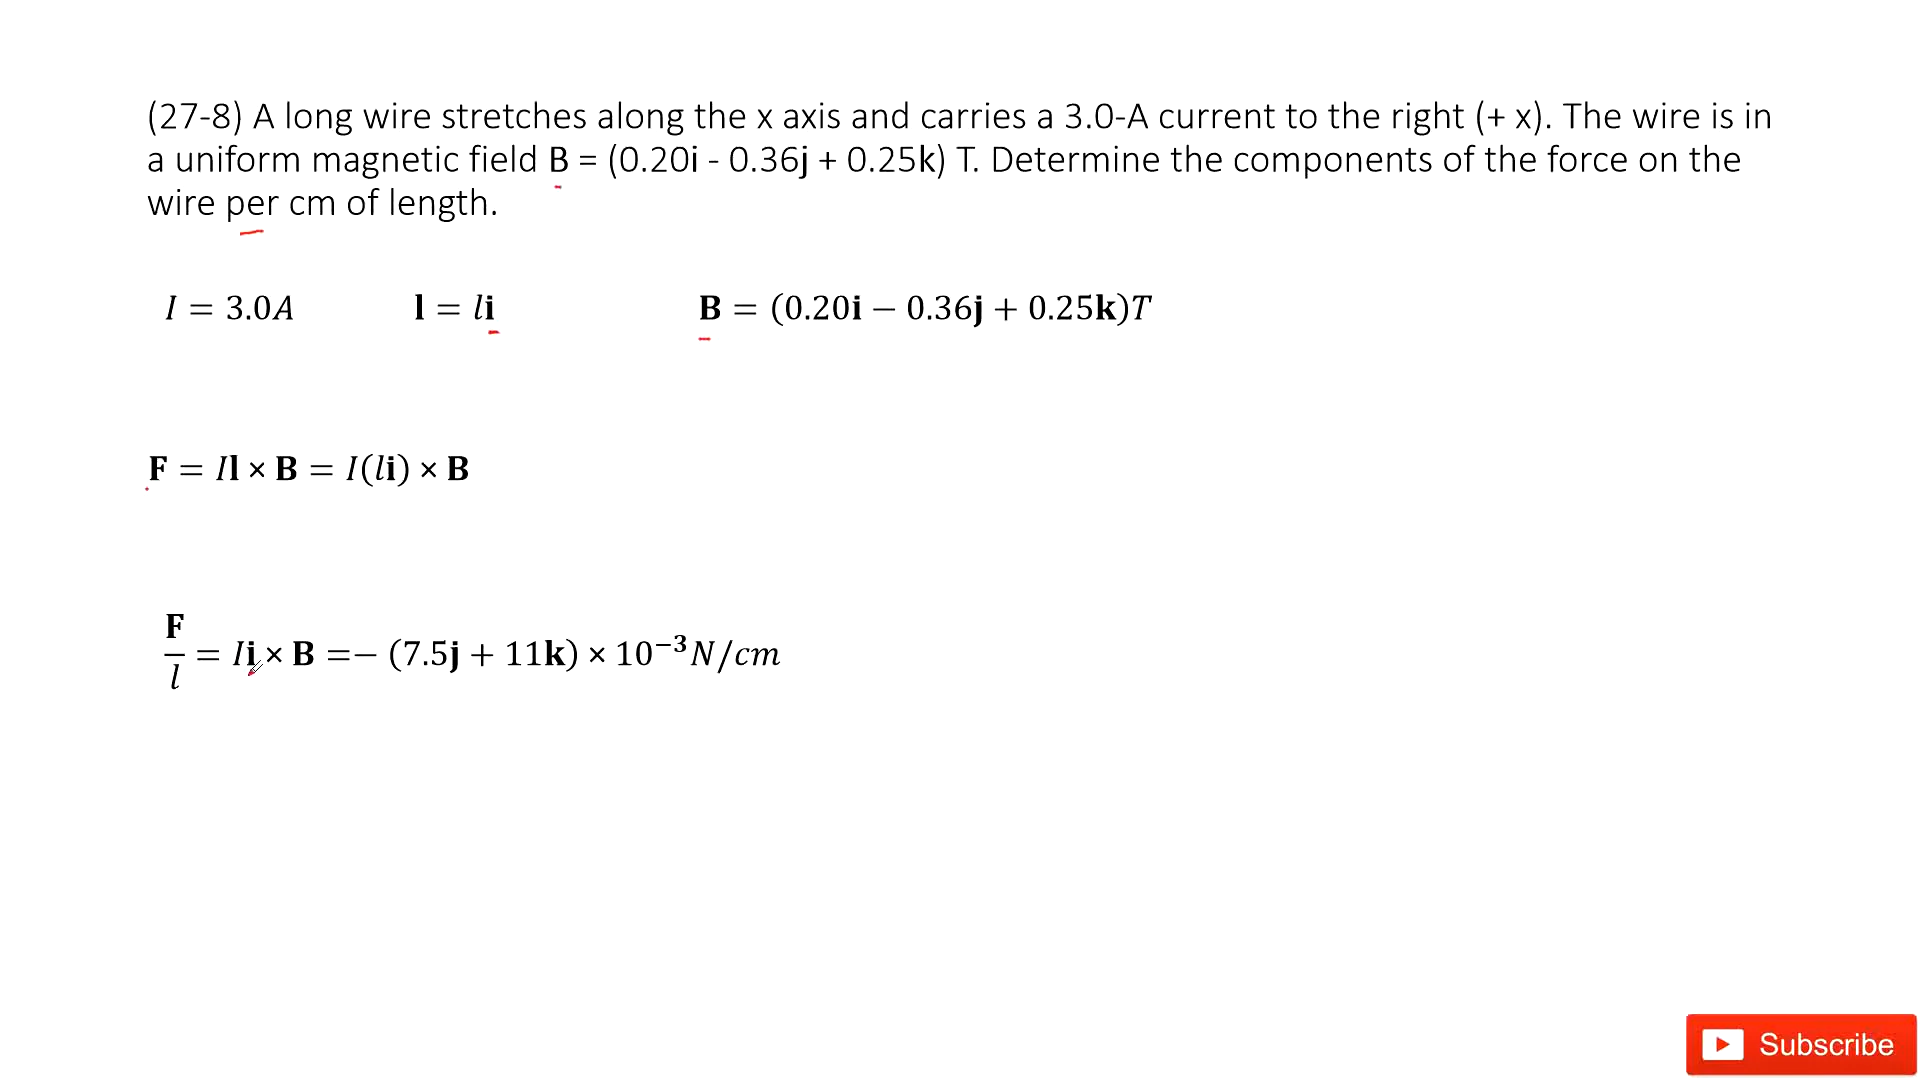 (27-8) A long wire stretches along the x axis and carries a 3.0-A current to the right (+ x). The wire is in
a uniform magnetic field B = (0.20i - 0.36j + 0.25k) T. Determine the components of the force on the
wire per cm of length.
I = 3.0A l = li B = (0.20i − 0.36j + 0.25k)T
F = Il × B = I(li) × B
F/l = Ii × B =− (7.5j + 11k) × 10⁻³N/cm
Subscribe